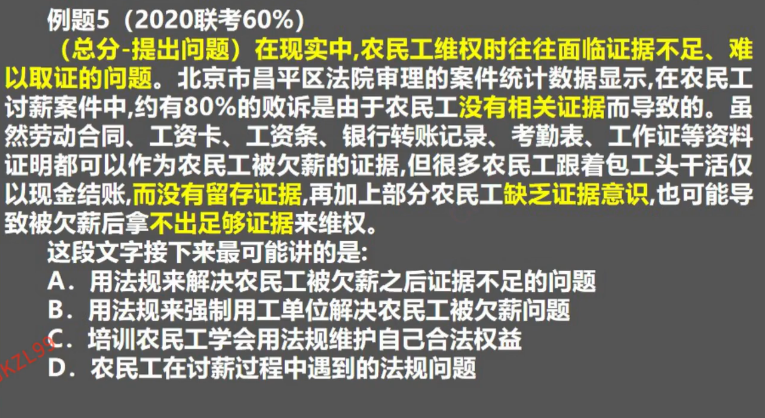 例题5（2020联考60%）
（总分-提出问题）在现实中,农民工维权时往往面临证据不足、难
以取证的问题。北京市昌平区法院审理的案件统计数据显示,在农民工
讨薪案件中,约有80%的败诉是由于农民工没有相关证据而导致的。虽
然劳动合同、工资卡、工资条、银行转账记录、考勤表、工作证等资料
证明都可以作为农民工被欠薪的证据,但很多农民工跟着包工头干活仅
以现金结账,而没有留存证据,再加上部分农民工缺乏证据意识,也可能导
致被欠薪后拿不出足够证据来维权。
这段文字接下来最可能讲的是:
A．用法规来解决农民工被欠薪之后证据不足的问题
B．用法规来强制用工单位解决农民工被欠薪问题
C．培训农民工学会用法规维护自己合法权益
D．农民工在讨薪过程中遇到的法规问题